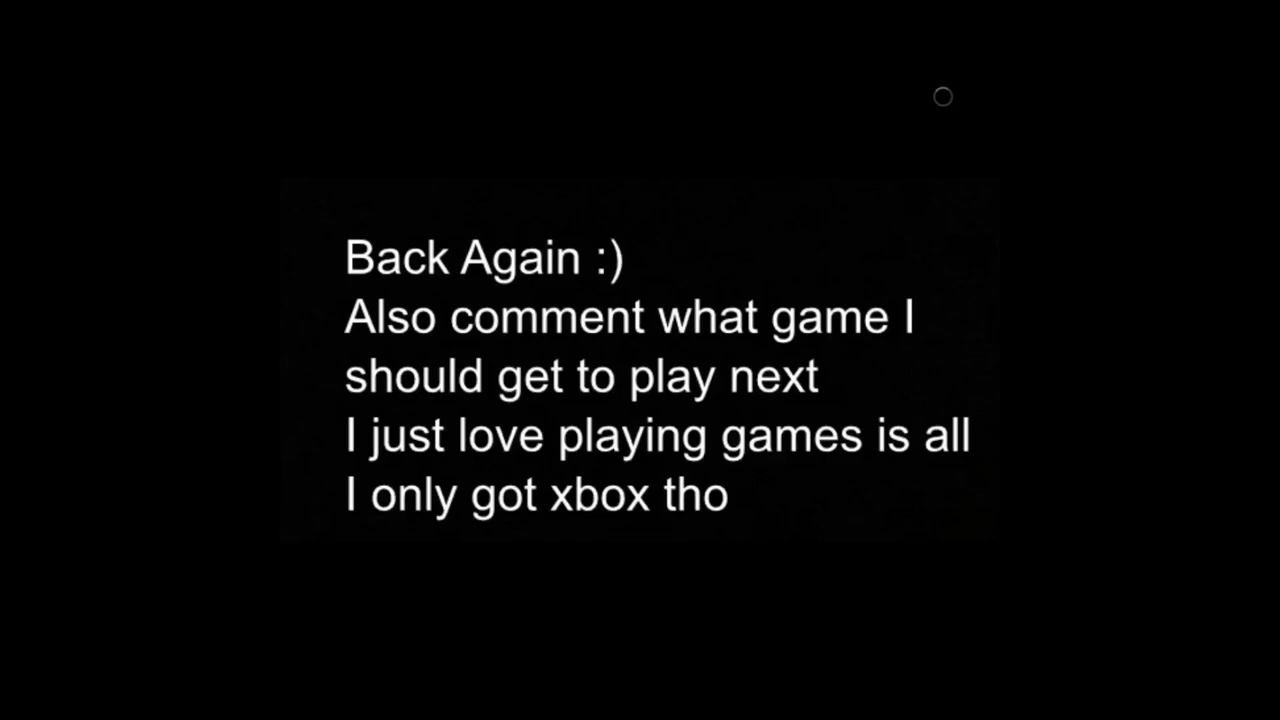 Back Again :)
Also comment what game I
should get to play next
I just love playing games is all
I only got xbox tho